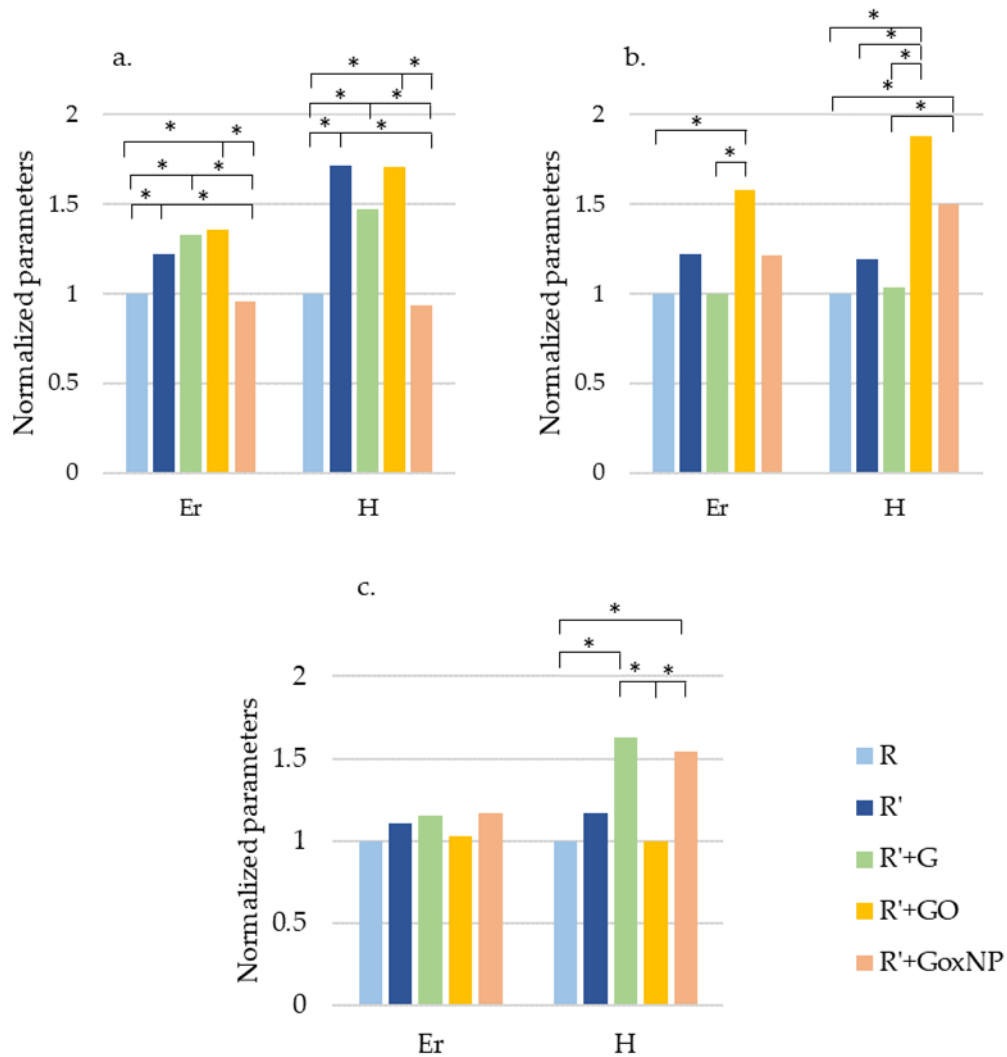 a.
* *
* *
* *
* *
* *
* *
2
1.5
1
0.5
0
Normalized parameters
Er H
b.
*
*
*
*
* *
*
2
1.5
1
0.5
0
Normalized parameters
Er H
c.
*
*
* *
2
1.5
1
0.5
0
Normalized parameters
Er H
R
R'
R'+G
R'+GO
R'+GoxNP